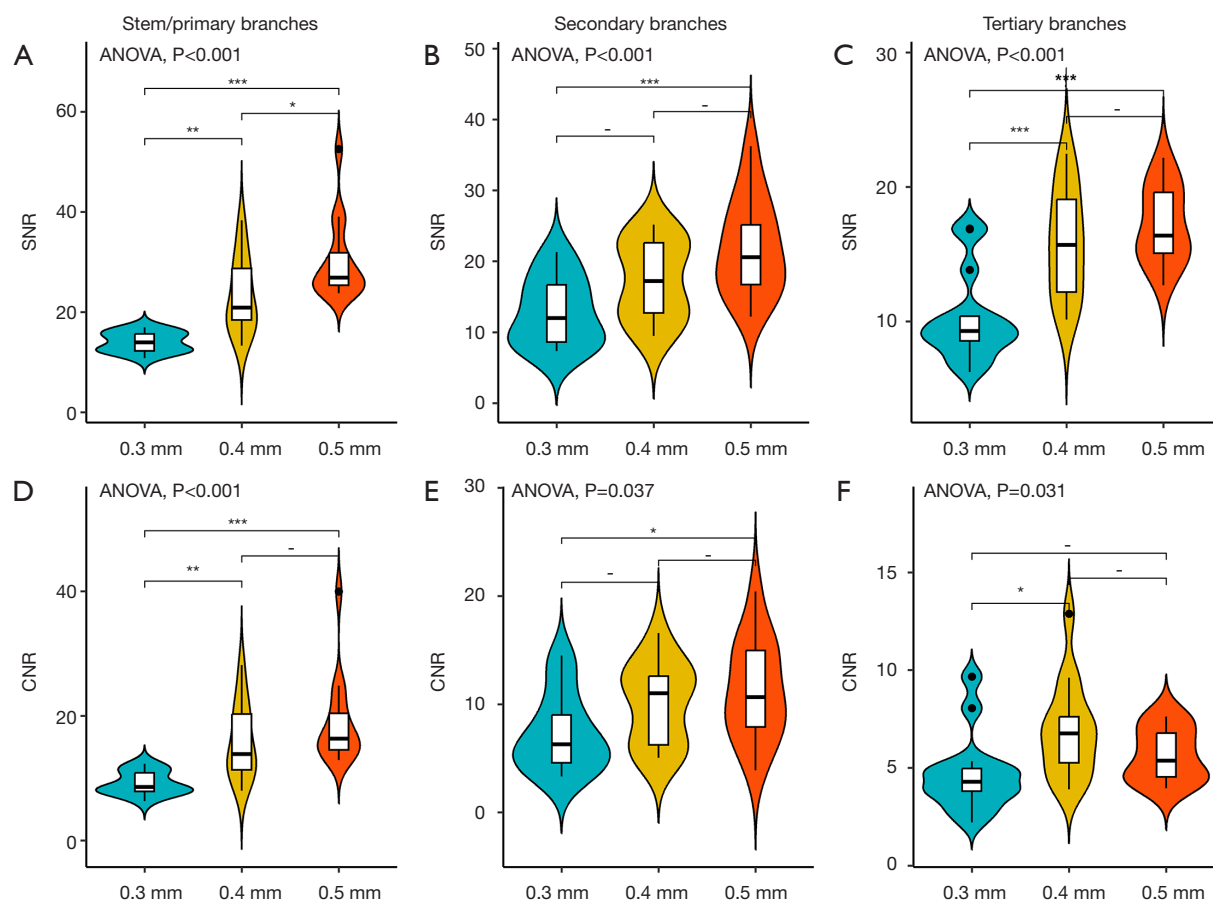 Stem/primary branches
Secondary branches
Tertiary branches
A
ANOVA, P<0.001
***
**
*
60
40
20
0
SNR
0.3 mm
0.4 mm
0.5 mm
B
ANOVA, P<0.001
***
–
–
50
40
30
20
10
0
SNR
0.3 mm
0.4 mm
0.5 mm
C
ANOVA, P<0.001
***
***
–
30
20
10
SNR
0.3 mm
0.4 mm
0.5 mm
D
ANOVA, P<0.001
***
**
–
40
20
0
CNR
0.3 mm
0.4 mm
0.5 mm
E
ANOVA, P=0.037
*
–
–
30
20
10
0
CNR
0.3 mm
0.4 mm
0.5 mm
F
ANOVA, P=0.031
–
*
–
15
10
5
0
CNR
0.3 mm
0.4 mm
0.5 mm